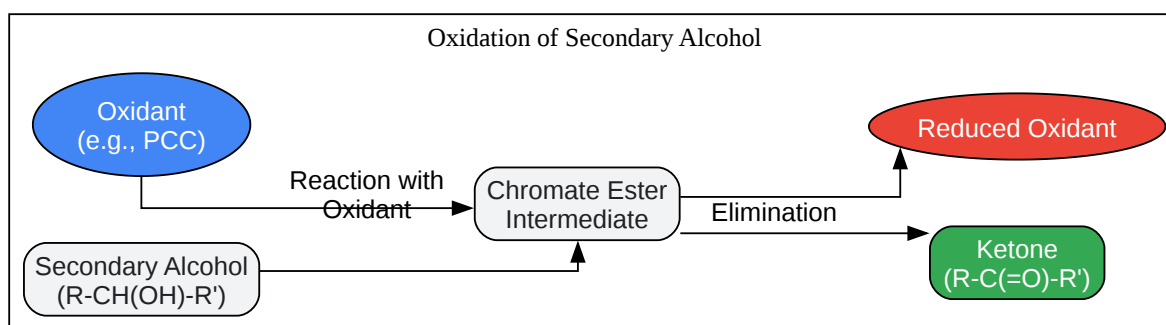 Oxidation of Secondary Alcohol
Oxidant
(e.g., PCC)
Reduced Oxidant
Reaction with
Oxidant
Chromate Ester
Intermediate
Elimination
Secondary Alcohol
(R-CH(OH)-R')
Ketone
(R-C(=O)-R')